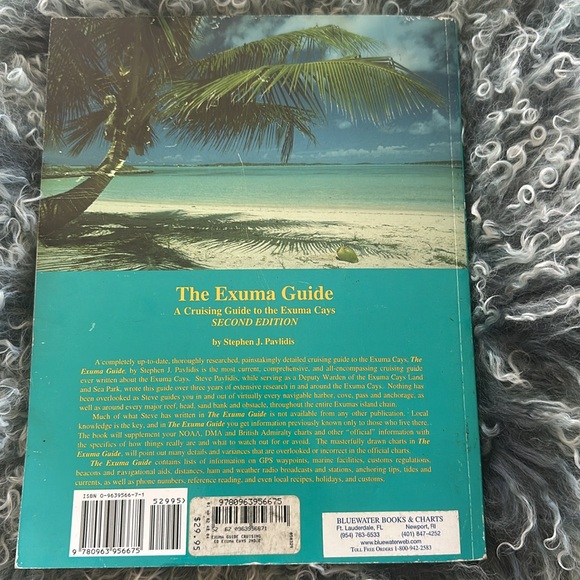 The Exuma Guide
A Cruising Guide to the Exuma Cays
SECOND EDITION
by Stephen J. Pavlidis
A completely up-to-date, thoroughly researched, painstakingly detailed cruising guide to the Exuma Cays, The
Exuma Guide, by Stephen J. Pavlidis is the most current, comprehensive, and all-encompassing cruising guide
ever written about the Exuma Cays. Steve Pavlidis, while serving as a Deputy Warden of the Exuma Cays Land
and Sea Park, wrote this guide over three years of extensive research in and around the Exuma Cays. Nothing has
been overlooked as Steve guides you in and out of virtually every navigable harbor, cove, pass and anchorage, as
well as around every major reef, head, sand bank and obstacle, throughout the entire Exumas island chain.
Much of what Steve has written in The Exuma Guide is not available from any other publication. Local
knowledge is the key, and in The Exuma Guide you get information previously known only to those who live there.
The book will supplement your NOAA, DMA and British Admiralty charts and other "official" information with
the specifics of how things really are and what to watch out for or avoid. The masterfully drawn charts in The
Exuma Guide, will point out many details and variances that are overlooked or incorrect in the official charts.
The Exuma Guide contains lists of information on GPS waypoints, marine facilities, customs regulations,
beacons and navigational aids, distances, ham and weather radio broadcasts and stations, anchoring tips, tides and
currents, as well as phone numbers, reference reading, and even local recipes, holidays, and customs.
ISBN 0-9639566-7-1
52995>
9 780963 956675
9780963956675
$29.95
EXUMA GUIDE CRUISING
BLUEWATER BOOKS & CHARTS
Ft. Lauderdale, FL Newport, RI
(954) 763-6533 (401) 847-4252
www.bluewaterweb.com
TOLL FREE ORDERS 1-800-942-2583